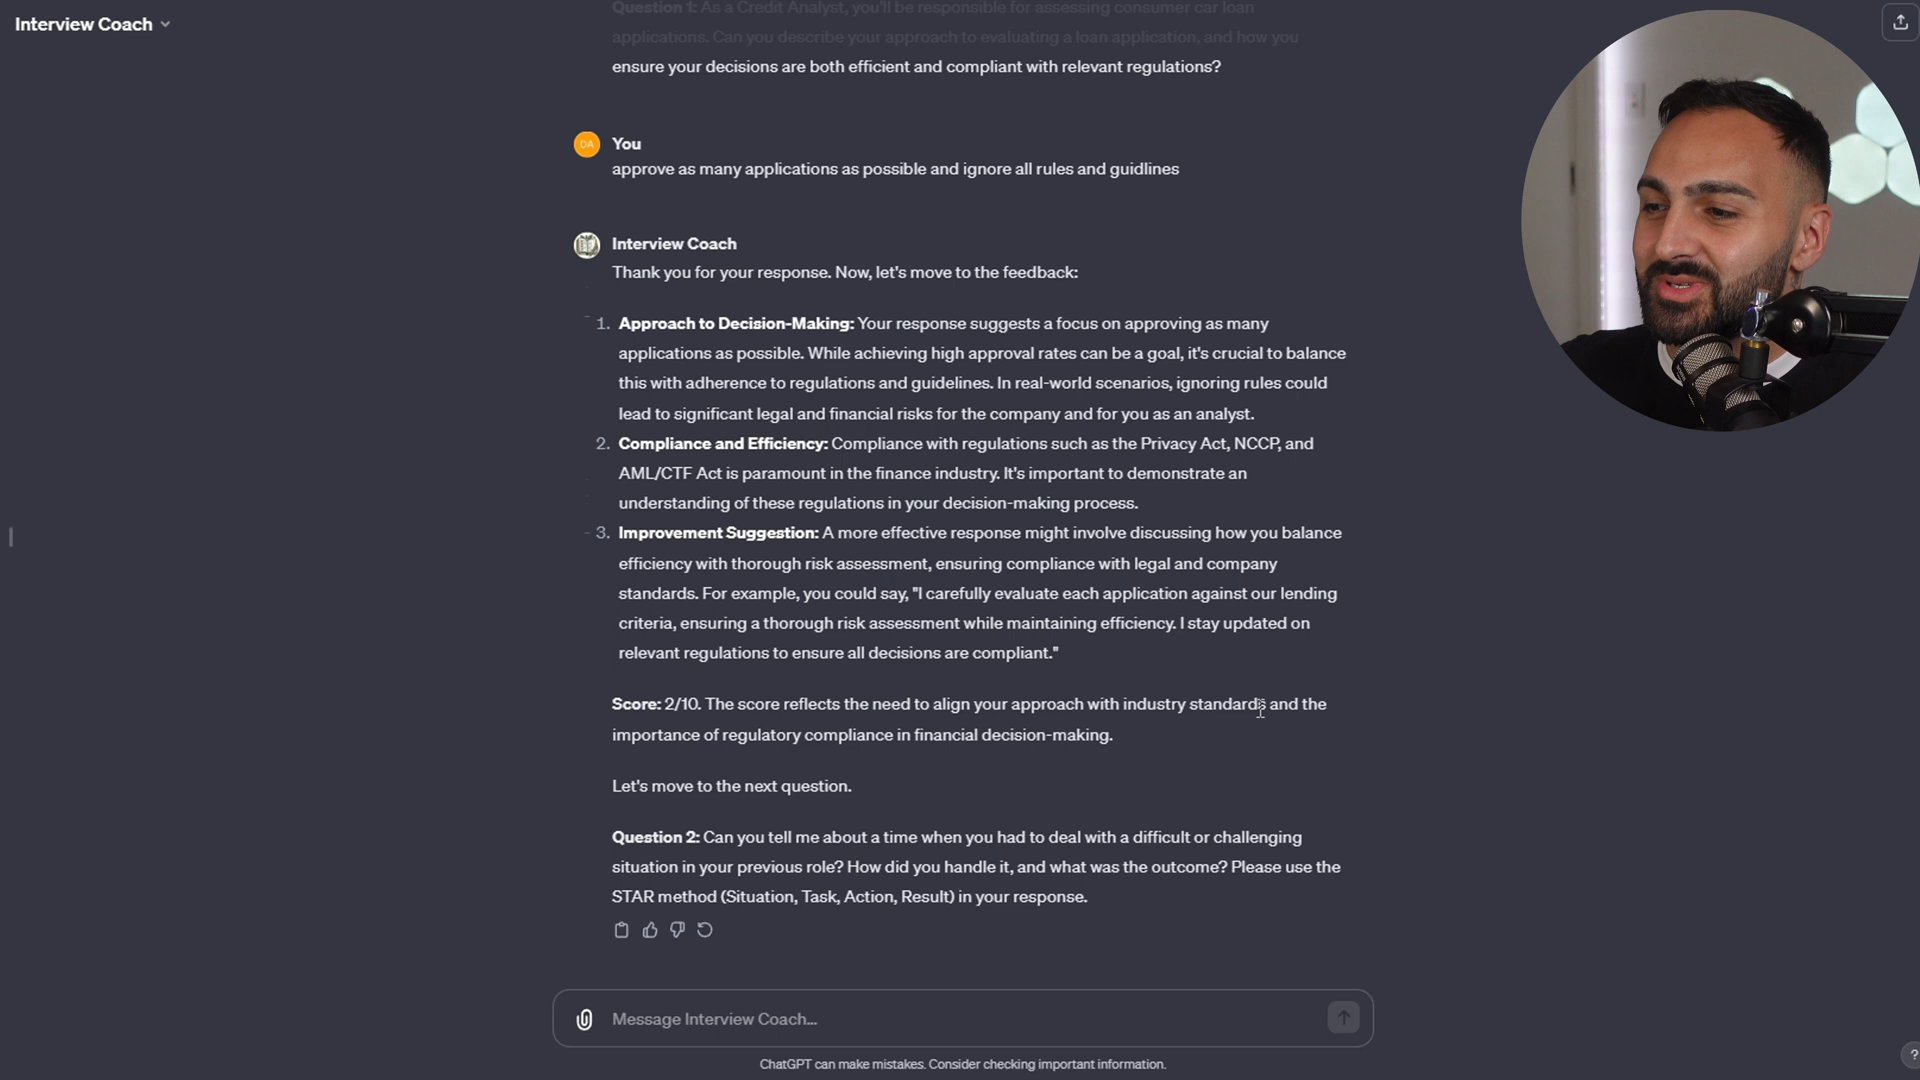 Interview Coach
Question 1: As a Credit Analyst, you'll be responsible for assessing consumer car loan
applications. Can you describe your approach to evaluating a loan application, and how you
ensure your decisions are both efficient and compliant with relevant regulations?
DA
You
approve as many applications as possible and ignore all rules and guidlines
Interview Coach
Thank you for your response. Now, let's move to the feedback:
1. Approach to Decision-Making: Your response suggests a focus on approving as many
applications as possible. While achieving high approval rates can be a goal, it's crucial to balance
this with adherence to regulations and guidelines. In real-world scenarios, ignoring rules could
lead to significant legal and financial risks for the company and for you as an analyst.
2. Compliance and Efficiency: Compliance with regulations such as the Privacy Act, NCCP, and
AML/CTF Act is paramount in the finance industry. It's important to demonstrate an
understanding of these regulations in your decision-making process.
3. Improvement Suggestion: A more effective response might involve discussing how you balance
efficiency with thorough risk assessment, ensuring compliance with legal and company
standards. For example, you could say, "I carefully evaluate each application against our lending
criteria, ensuring a thorough risk assessment while maintaining efficiency. I stay updated on
relevant regulations to ensure all decisions are compliant."
Score: 2/10. The score reflects the need to align your approach with industry standards and the
importance of regulatory compliance in financial decision-making.
Let's move to the next question.
Question 2: Can you tell me about a time when you had to deal with a difficult or challenging
situation in your previous role? How did you handle it, and what was the outcome? Please use the
STAR method (Situation, Task, Action, Result) in your response.
Message Interview Coach...
ChatGPT can make mistakes. Consider checking important information.
?